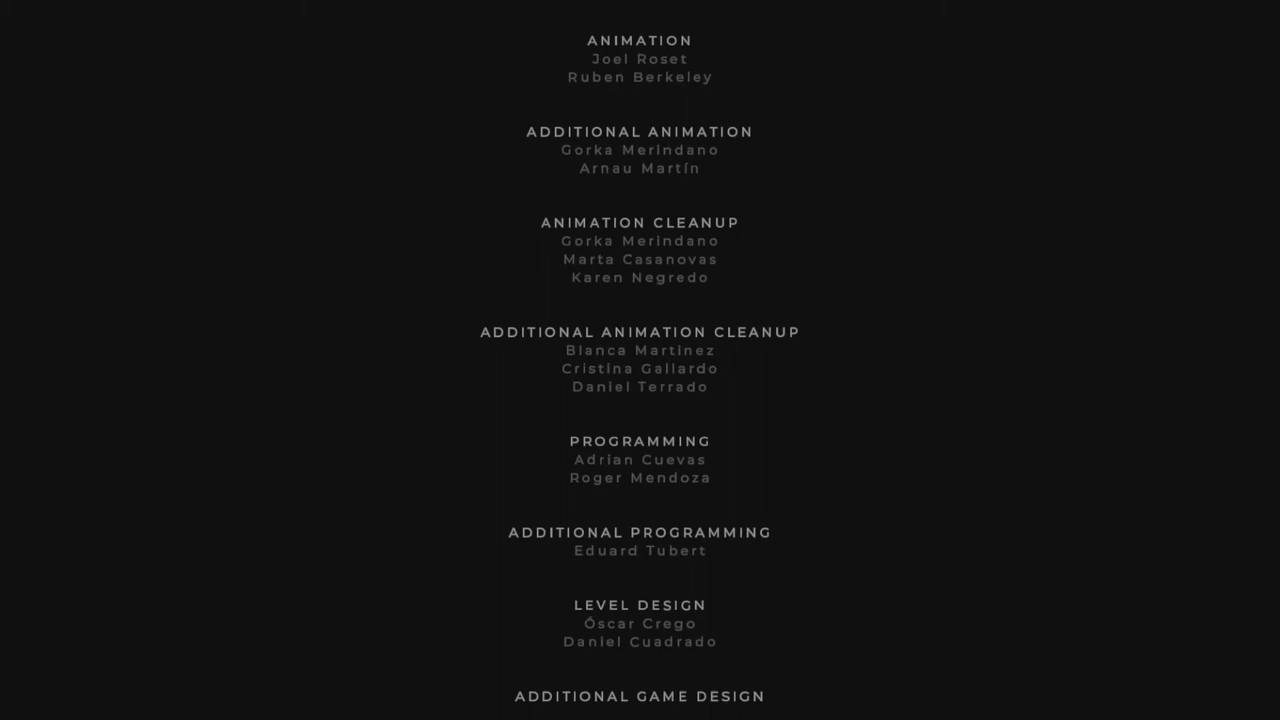 ANIMATION
Joel Roset
Ruben Berkeley
ADDITIONAL ANIMATION
Gorka Merindano
Arnau Martín
ANIMATION CLEANUP
Gorka Merindano
Marta Casanovas
Karen Negredo
ADDITIONAL ANIMATION CLEANUP
Blanca Martinez
Cristina Gallardo
Daniel Terrado
PROGRAMMING
Adrian Cuevas
Roger Mendoza
ADDITIONAL PROGRAMMING
Eduard Tubert
LEVEL DESIGN
Óscar Crego
Daniel Cuadrado
ADDITIONAL GAME DESIGN